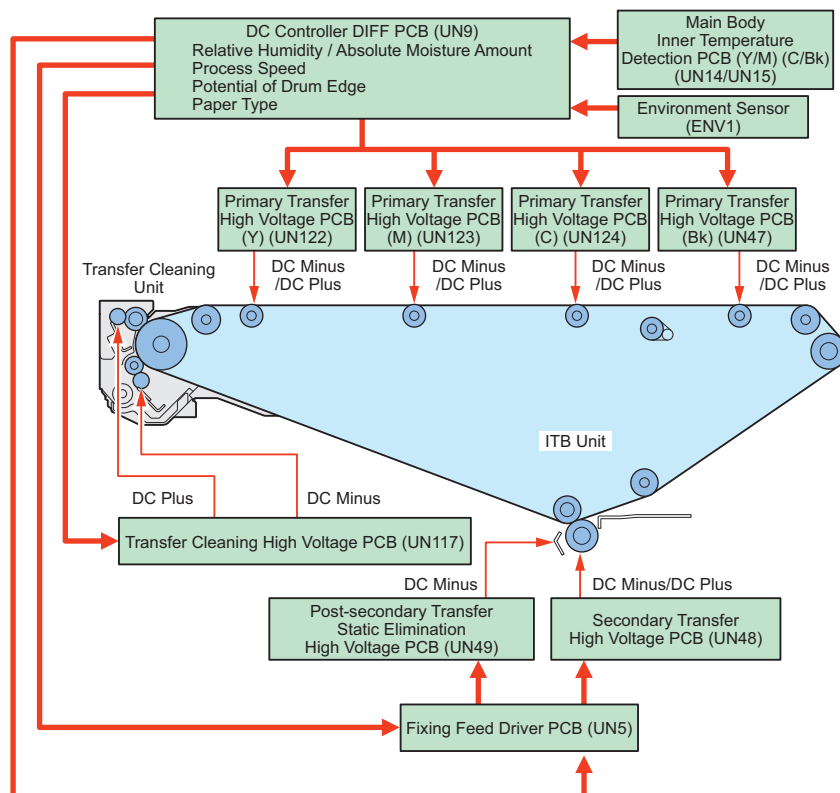 DC Controller DIFF PCB (UN9)
Relative Humidity / Absolute Moisture Amount
Process Speed
Potential of Drum Edge
Paper Type
Main Body
Inner Temperature
Detection PCB (Y/M) (C/Bk)
(UN14/UN15)
Environment Sensor
(ENV1)
Primary Transfer
High Voltage PCB
(Y) (UN122)
Primary Transfer
High Voltage PCB
(M) (UN123)
Primary Transfer
High Voltage PCB
(C) (UN124)
Primary Transfer
High Voltage PCB
(Bk) (UN47)
Transfer Cleaning
Unit
DC Minus
/DC Plus
DC Minus
/DC Plus
DC Minus
/DC Plus
DC Minus
/DC Plus
ITB Unit
DC Plus
DC Minus
Transfer Cleaning High Voltage PCB (UN117)
DC Minus
DC Minus/DC Plus
Post-secondary Transfer
Static Elimination
High Voltage PCB (UN49)
Secondary Transfer
High Voltage PCB (UN48)
Fixing Feed Driver PCB (UN5)